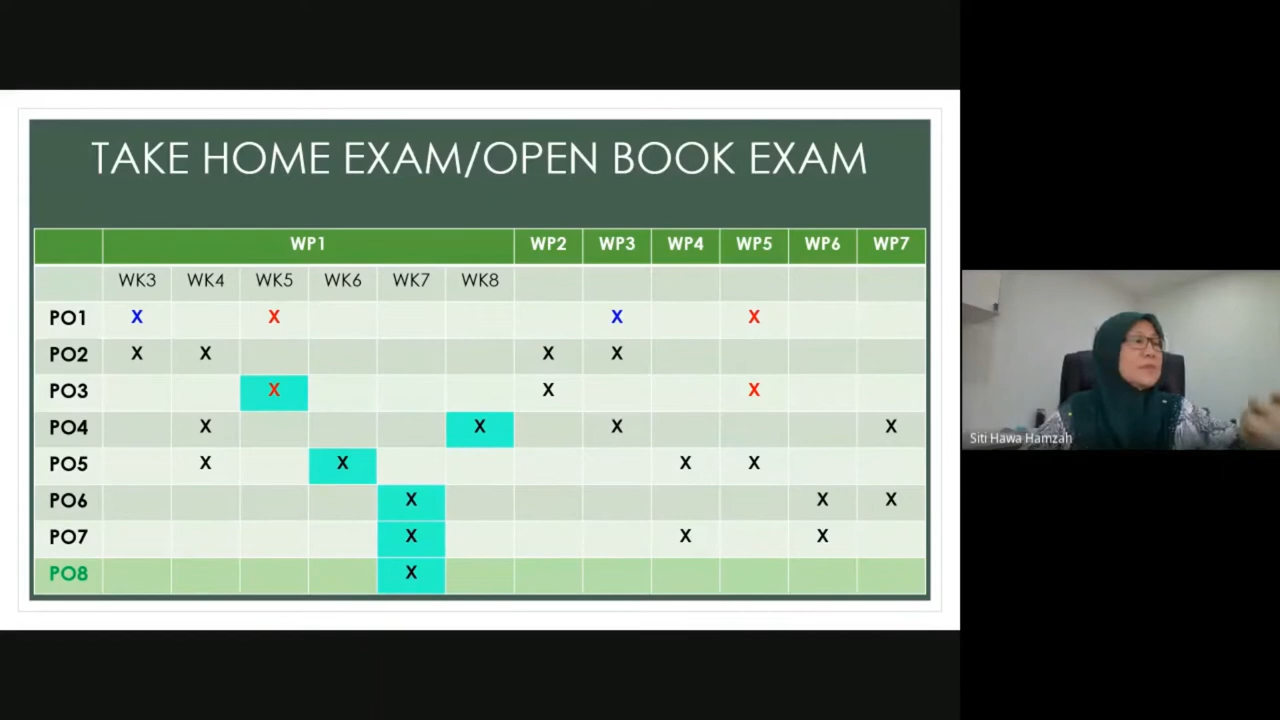 TAKE HOME EXAM/OPEN BOOK EXAM
WP1 WP2 WP3 WP4 WP5 WP6 WP7
WK3 WK4 WK5 WK6 WK7 WK8
PO1 X X X X
PO2 X X X X
PO3 X X X
PO4 X X X X
PO5 X X X X
PO6 X X X
PO7 X X X
PO8 X
Siti Hawa Hamzah